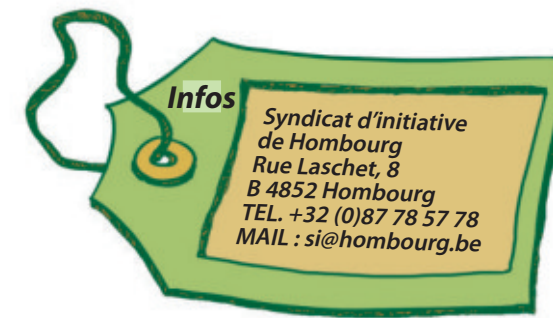 Infos
Syndicat d’initiative
de Hombourg
Rue Laschet, 8
B 4852 Hombourg
TEL. +32 (0)87 78 57 78
MAIL : si@hombourg.be